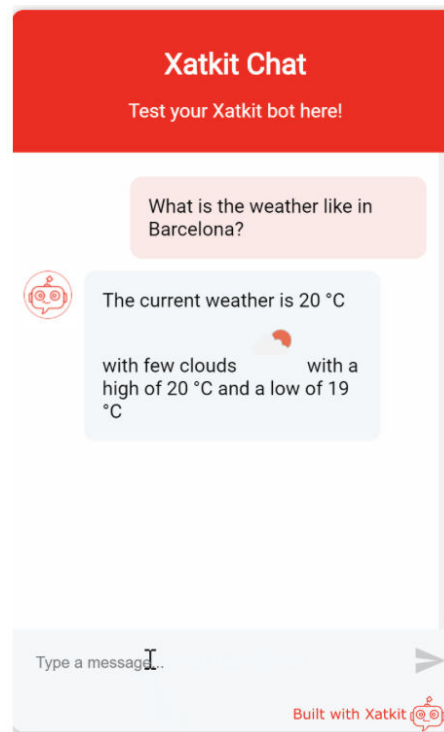 Xatkit Chat
Test your Xatkit bot here!
What is the weather like in
Barcelona?
The current weather is 20 °C
with few clouds with a
high of 20 °C and a low of 19
°C
Type a message...
Built with Xatkit